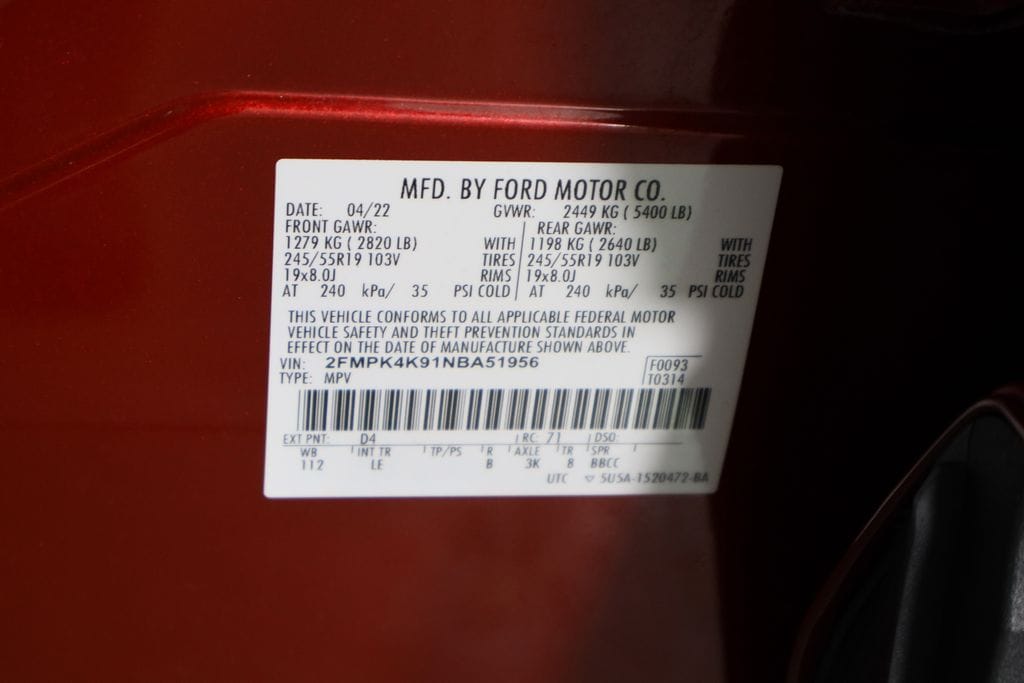 MFD. BY FORD MOTOR CO.
DATE: 04/22 GVWR: 2449 KG ( 5400 LB)
FRONT GAWR: REAR GAWR:
1279 KG ( 2820 LB) WITH 1198 KG ( 2640 LB) WITH
245/55R19 103V TIRES 245/55R19 103V TIRES
19x8.0J RIMS 19x8.0J RIMS
AT 240 kPa/ 35 PSI COLD AT 240 kPa/ 35 PSI COLD
THIS VEHICLE CONFORMS TO ALL APPLICABLE FEDERAL MOTOR
VEHICLE SAFETY AND THEFT PREVENTION STANDARDS IN
EFFECT ON THE DATE OF MANUFACTURE SHOWN ABOVE.
VIN: 2FMPK4K91NBA51956 F0093
TYPE: MPV T0314
EXT PNT: D4 RC: 71 DSO:
WB INT TR TP/PS R AXLE TR SPR
112 LE B 3K 8 BBCC
UTC ▽ 5U5A-1520472-BA